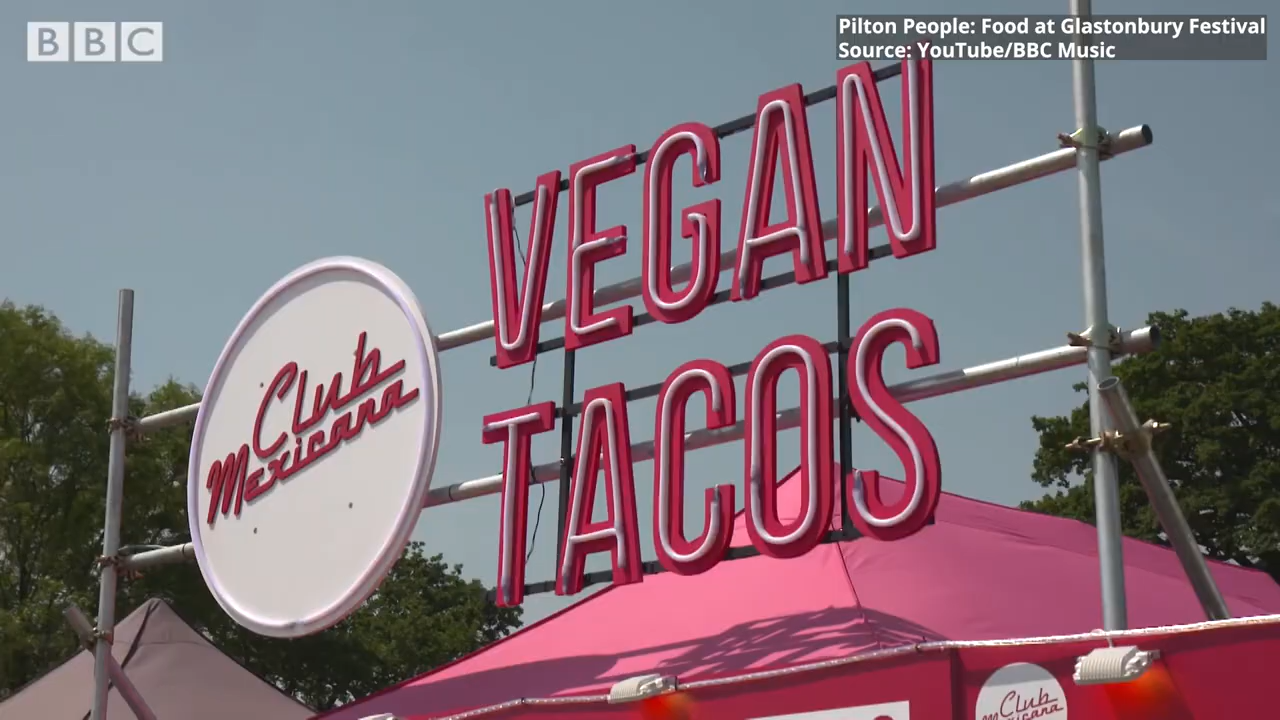 BBC
Pilton People: Food at Glastonbury Festival
Source: YouTube/BBC Music
VEGAN
TACOS
Club
Mexicana
Club
Mexicana